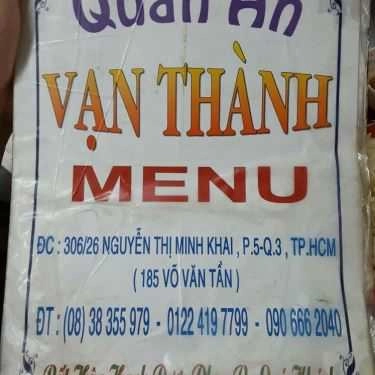 Quán Ăn
VẠN THÀNH
MENU
ĐC : 306/26 NGUYỄN THỊ MINH KHAI , P.5-Q.3 , TP.HCM
( 185 VÕ VĂN TẦN )
ĐT : (08) 38 355 979 - 0122 419 7799 - 090 666 2040